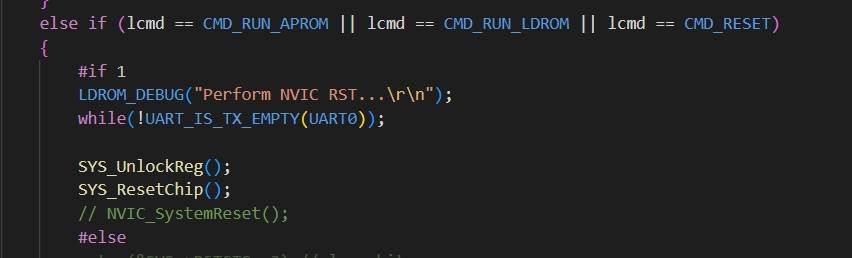 }
else if (lcmd == CMD_RUN_APROM || lcmd == CMD_RUN_LDROM || lcmd == CMD_RESET)
{
#if 1
LDROM_DEBUG("Perform NVIC RST...\r\n");
while(!UART_IS_TX_EMPTY(UART0));
SYS_UnlockReg();
SYS_ResetChip();
// NVIC_SystemReset();
#else